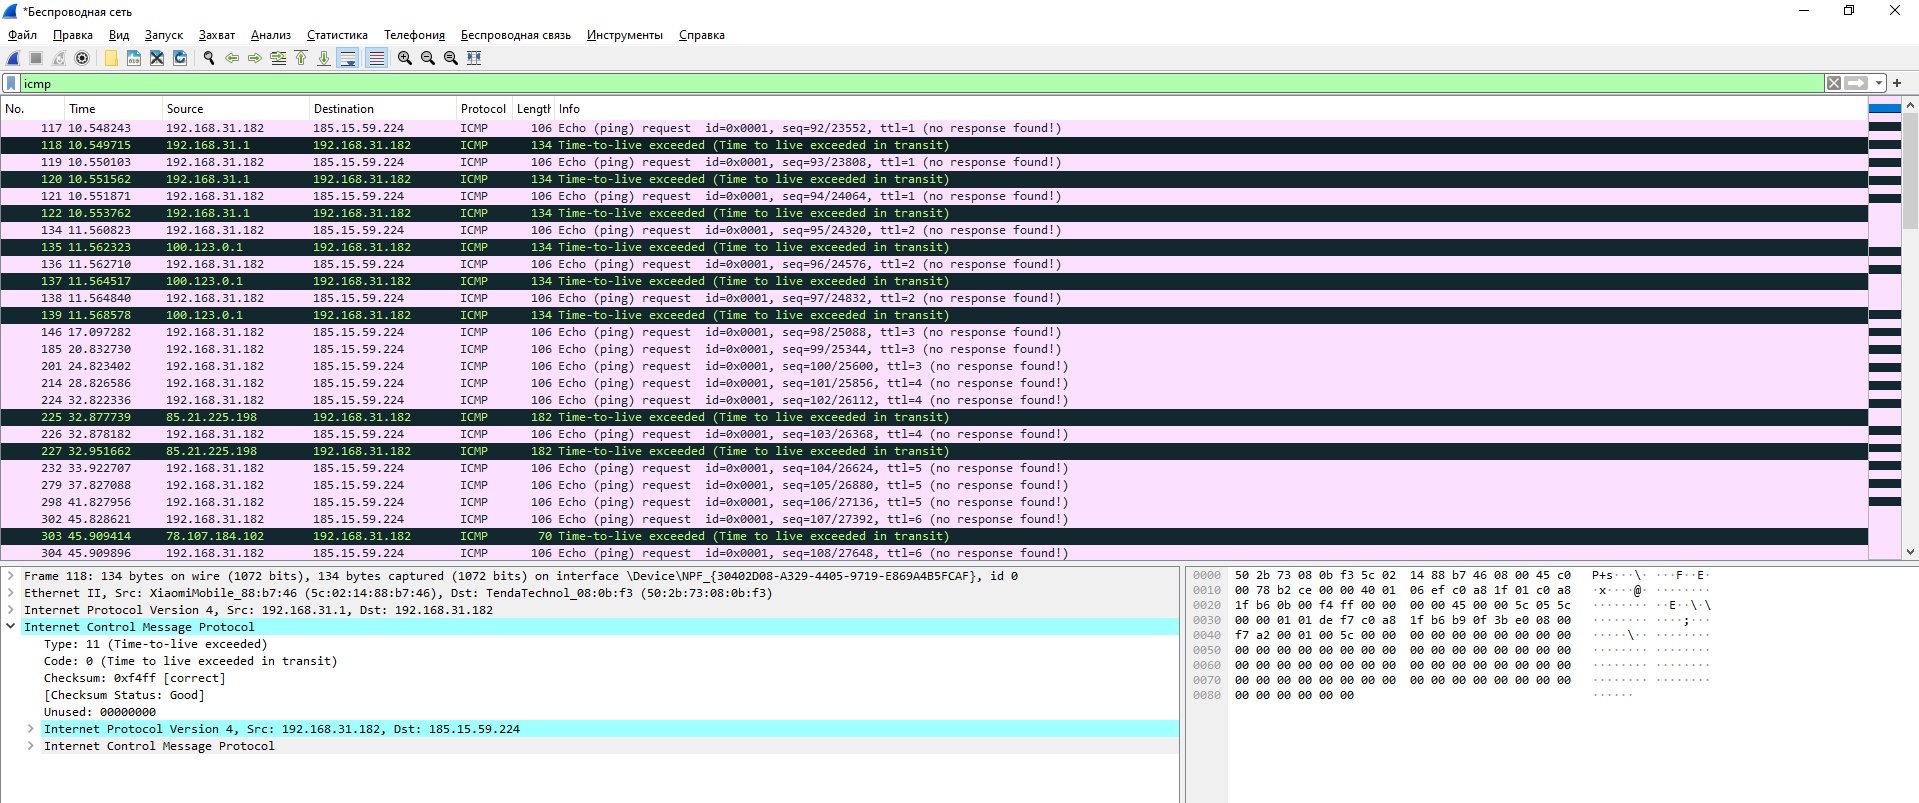 *Беспроводная сеть
Файл Правка Вид Запуск Захват Анализ Статистика Телефония Беспроводная связь Инструменты Справка
icmp
No. Time Source Destination Protocol Length Info
117 10.548243 192.168.31.182 185.15.59.224 ICMP 106 Echo (ping) request id=0x0001, seq=92/23552, ttl=1 (no response found!)
118 10.549715 192.168.31.1 192.168.31.182 ICMP 134 Time-to-live exceeded (Time to live exceeded in transit)
119 10.550103 192.168.31.182 185.15.59.224 ICMP 106 Echo (ping) request id=0x0001, seq=93/23808, ttl=1 (no response found!)
120 10.551562 192.168.31.1 192.168.31.182 ICMP 134 Time-to-live exceeded (Time to live exceeded in transit)
121 10.551871 192.168.31.182 185.15.59.224 ICMP 106 Echo (ping) request id=0x0001, seq=94/24064, ttl=1 (no response found!)
122 10.553762 192.168.31.1 192.168.31.182 ICMP 134 Time-to-live exceeded (Time to live exceeded in transit)
134 11.560823 192.168.31.182 185.15.59.224 ICMP 106 Echo (ping) request id=0x0001, seq=95/24320, ttl=2 (no response found!)
135 11.562323 100.123.0.1 192.168.31.182 ICMP 134 Time-to-live exceeded (Time to live exceeded in transit)
136 11.562710 192.168.31.182 185.15.59.224 ICMP 106 Echo (ping) request id=0x0001, seq=96/24576, ttl=2 (no response found!)
137 11.564517 100.123.0.1 192.168.31.182 ICMP 134 Time-to-live exceeded (Time to live exceeded in transit)
138 11.564840 192.168.31.182 185.15.59.224 ICMP 106 Echo (ping) request id=0x0001, seq=97/24832, ttl=2 (no response found!)
139 11.568578 100.123.0.1 192.168.31.182 ICMP 134 Time-to-live exceeded (Time to live exceeded in transit)
146 17.097282 192.168.31.182 185.15.59.224 ICMP 106 Echo (ping) request id=0x0001, seq=98/25088, ttl=3 (no response found!)
185 20.832730 192.168.31.182 185.15.59.224 ICMP 106 Echo (ping) request id=0x0001, seq=99/25344, ttl=3 (no response found!)
201 24.823402 192.168.31.182 185.15.59.224 ICMP 106 Echo (ping) request id=0x0001, seq=100/25600, ttl=3 (no response found!)
214 28.826586 192.168.31.182 185.15.59.224 ICMP 106 Echo (ping) request id=0x0001, seq=101/25856, ttl=4 (no response found!)
224 32.822336 192.168.31.182 185.15.59.224 ICMP 106 Echo (ping) request id=0x0001, seq=102/26112, ttl=4 (no response found!)
225 32.877739 85.21.225.198 192.168.31.182 ICMP 182 Time-to-live exceeded (Time to live exceeded in transit)
226 32.878182 192.168.31.182 185.15.59.224 ICMP 106 Echo (ping) request id=0x0001, seq=103/26368, ttl=4 (no response found!)
227 32.951662 85.21.225.198 192.168.31.182 ICMP 182 Time-to-live exceeded (Time to live exceeded in transit)
232 33.922707 192.168.31.182 185.15.59.224 ICMP 106 Echo (ping) request id=0x0001, seq=104/26624, ttl=5 (no response found!)
279 37.827088 192.168.31.182 185.15.59.224 ICMP 106 Echo (ping) request id=0x0001, seq=105/26880, ttl=5 (no response found!)
298 41.827956 192.168.31.182 185.15.59.224 ICMP 106 Echo (ping) request id=0x0001, seq=106/27136, ttl=5 (no response found!)
302 45.828621 192.168.31.182 185.15.59.224 ICMP 106 Echo (ping) request id=0x0001, seq=107/27392, ttl=6 (no response found!)
303 45.909414 78.107.184.102 192.168.31.182 ICMP 70 Time-to-live exceeded (Time to live exceeded in transit)
304 45.909896 192.168.31.182 185.15.59.224 ICMP 106 Echo (ping) request id=0x0001, seq=108/27648, ttl=6 (no response found!)
Frame 118: 134 bytes on wire (1072 bits), 134 bytes captured (1072 bits) on interface \Device\NPF_{30402D08-A329-4405-9719-E869A4B5FCAF}, id 0
Ethernet II, Src: XiaomiMobile_88:b7:46 (5c:02:14:88:b7:46), Dst: TendaTechnol_08:0b:f3 (50:2b:73:08:0b:f3)
Internet Protocol Version 4, Src: 192.168.31.1, Dst: 192.168.31.182
Internet Control Message Protocol
Type: 11 (Time-to-live exceeded)
Code: 0 (Time to live exceeded in transit)
Checksum: 0xf4ff [correct]
[Checksum Status: Good]
Unused: 00000000
Internet Protocol Version 4, Src: 192.168.31.182, Dst: 185.15.59.224
Internet Control Message Protocol
0000 50 2b 73 08 0b f3 5c 02 14 88 b7 46 08 00 45 c0 P+s···\· ···F··E·
0010 00 78 b2 ce 00 00 40 01 06 ef c0 a8 1f 01 c0 a8 ·x····@· ········
0020 1f b6 0b 00 f4 ff 00 00 00 00 45 00 00 5c 05 5c ········ ··E··\·\
0030 00 00 01 01 de f7 c0 a8 1f b6 b9 0f 3b e0 08 00 ········ ····;···
0040 f7 a2 00 01 00 5c 00 00 00 00 00 00 00 00 00 00 ·····\·· ········
0050 00 00 00 00 00 00 00 00 00 00 00 00 00 00 00 00 ········ ········
0060 00 00 00 00 00 00 00 00 00 00 00 00 00 00 00 00 ········ ········
0070 00 00 00 00 00 00 00 00 00 00 00 00 00 00 00 00 ········ ········
0080 00 00 00 00 00 00 ······